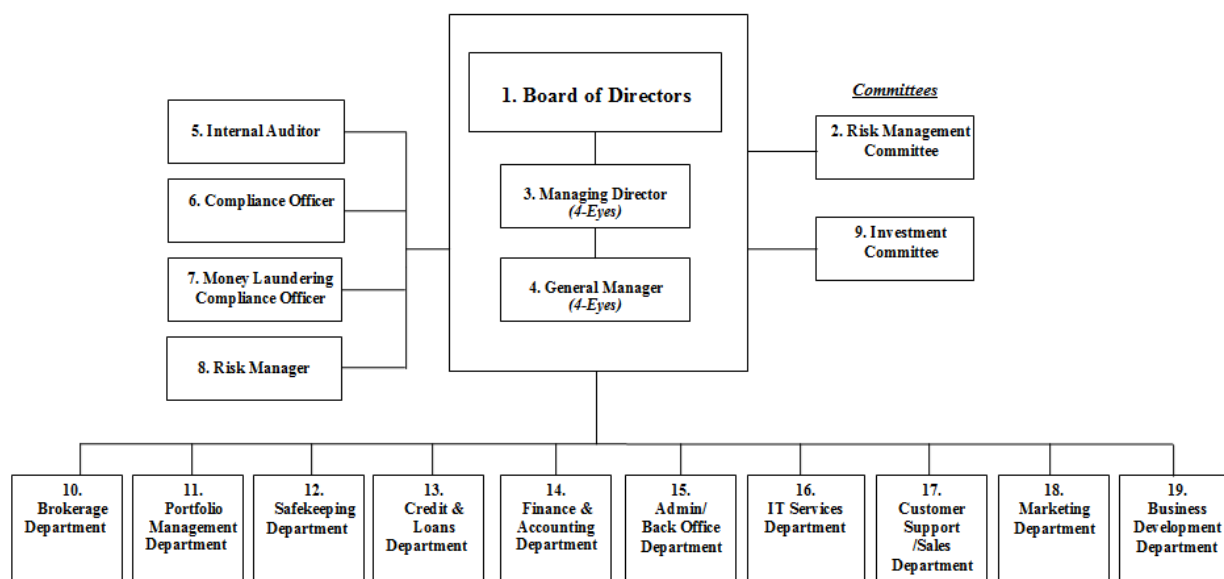 1. Board of Directors
Committees
5. Internal Auditor
2. Risk Management
Committee
3. Managing Director
(4-Eyes)
6. Compliance Officer
9. Investment
Committee
7. Money Laundering
Compliance Officer
4. General Manager
(4-Eyes)
8. Risk Manager
10.
Brokerage
Department
11.
Portfolio
Management
Department
12.
Safekeeping
Department
13.
Credit &
Loans
Department
14.
Finance &
Accounting
Department
15.
Admin/
Back Office
Department
16.
IT Services
Department
17.
Customer
Support
/Sales
Department
18.
Marketing
Department
19.
Business
Development
Department